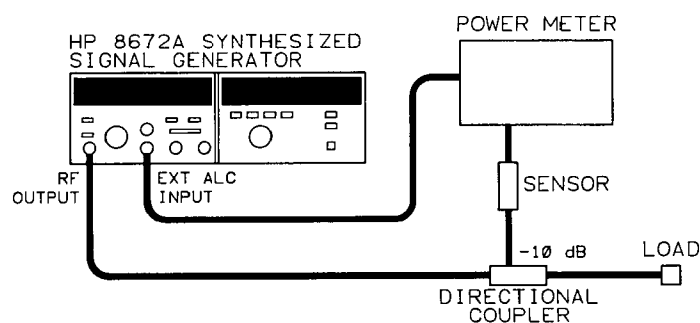 POWER METER
HP 8672A SYNTHESIZED
SIGNAL GENERATOR
RF
OUTPUT
EXT ALC
INPUT
SENSOR
-10 dB
LOAD
DIRECTIONAL
COUPLER